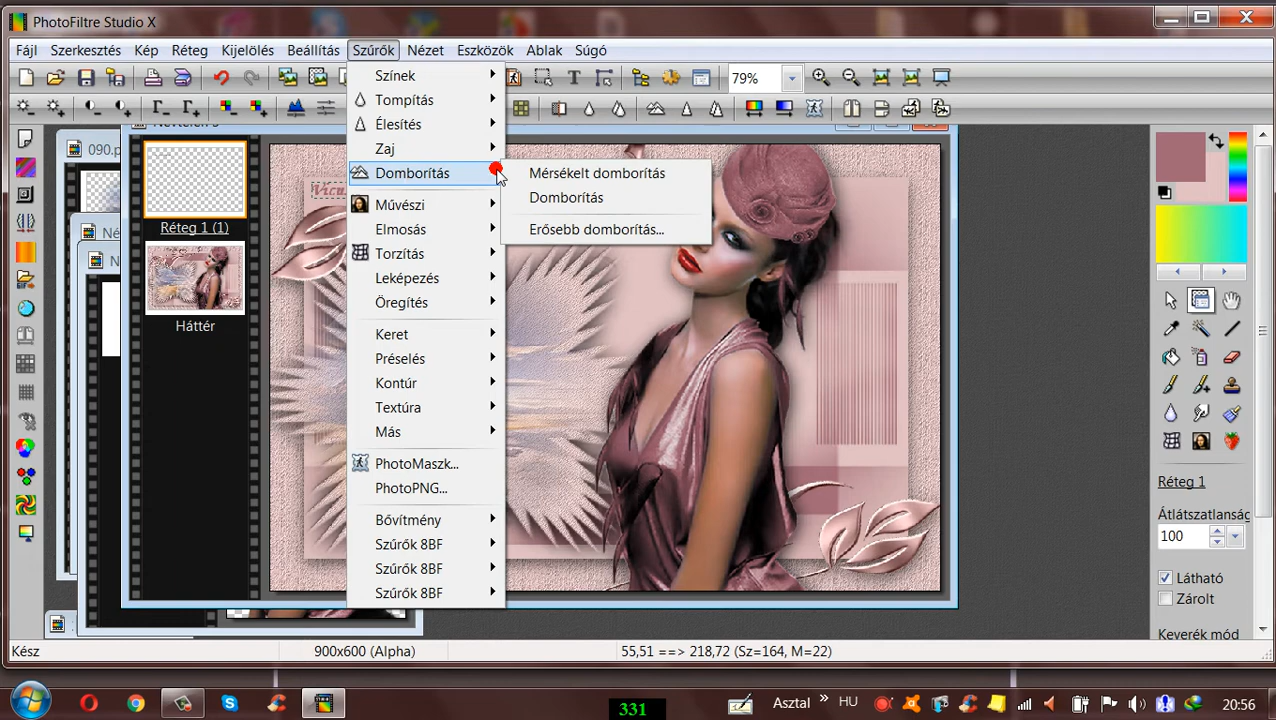 PhotoFiltre Studio X
Fájl Szerkesztés Kép Réteg Kijelölés Beállítás Szűrők Nézet Eszközök Ablak Súgó
79%
Színek
Tompítás
Élesítés
Zaj
Domborítás
Művészi
Elmosás
Torzítás
Leképezés
Öregítés
Keret
Préselés
Kontúr
Textúra
Más
PhotoMaszk...
PhotoPNG...
Bővítmény
Szűrők 8BF
Szűrők 8BF
Szűrők 8BF
Mérsékelt domborítás
Domborítás
Erősebb domborítás...
090.p
Réteg 1 (1)
Háttér
Réteg 1
Átlátszatlanság
100
Látható
Zárolt
Keverék mód
Kész
900x600 (Alpha)
55,51 ==> 218,72 (Sz=164, M=22)
331
Asztal
»
HU
20:56